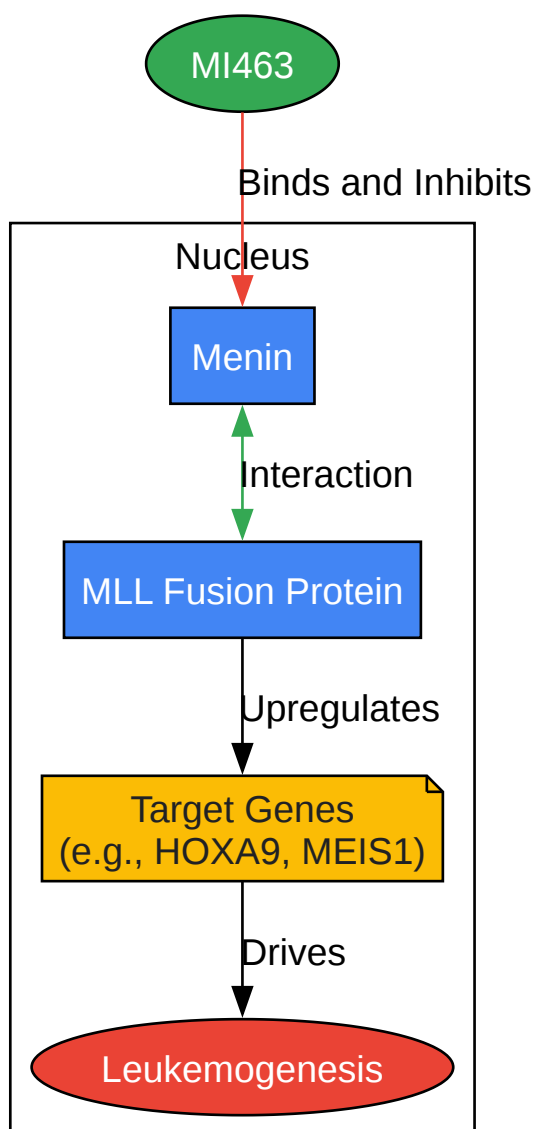 MI463
Binds and Inhibits
Nucleus
Menin
Interaction
MLL Fusion Protein
Upregulates
Target Genes
(e.g., HOXA9, MEIS1)
Drives
Leukemogenesis